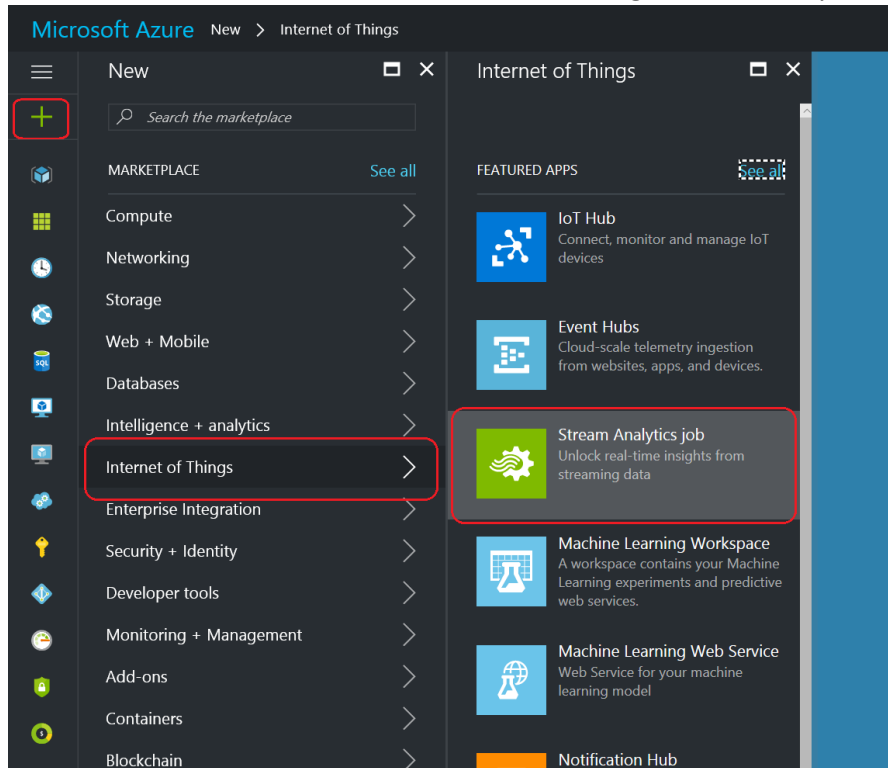 Microsoft Azure New > Internet of Things
New
Search the marketplace
MARKETPLACE See all
Compute
Networking
Storage
Web + Mobile
Databases
Intelligence + analytics
Internet of Things
Enterprise Integration
Security + Identity
Developer tools
Monitoring + Management
Add-ons
Containers
Blockchain
SQL
Internet of Things
FEATURED APPS See all
IoT Hub
Connect, monitor and manage IoT
devices
Event Hubs
Cloud-scale telemetry ingestion
from websites, apps, and devices.
Stream Analytics job
Unlock real-time insights from
streaming data
Machine Learning Workspace
A workspace contains your Machine
Learning experiments and predictive
web services.
Machine Learning Web Service
Web Service for your machine
learning model
Notification Hub